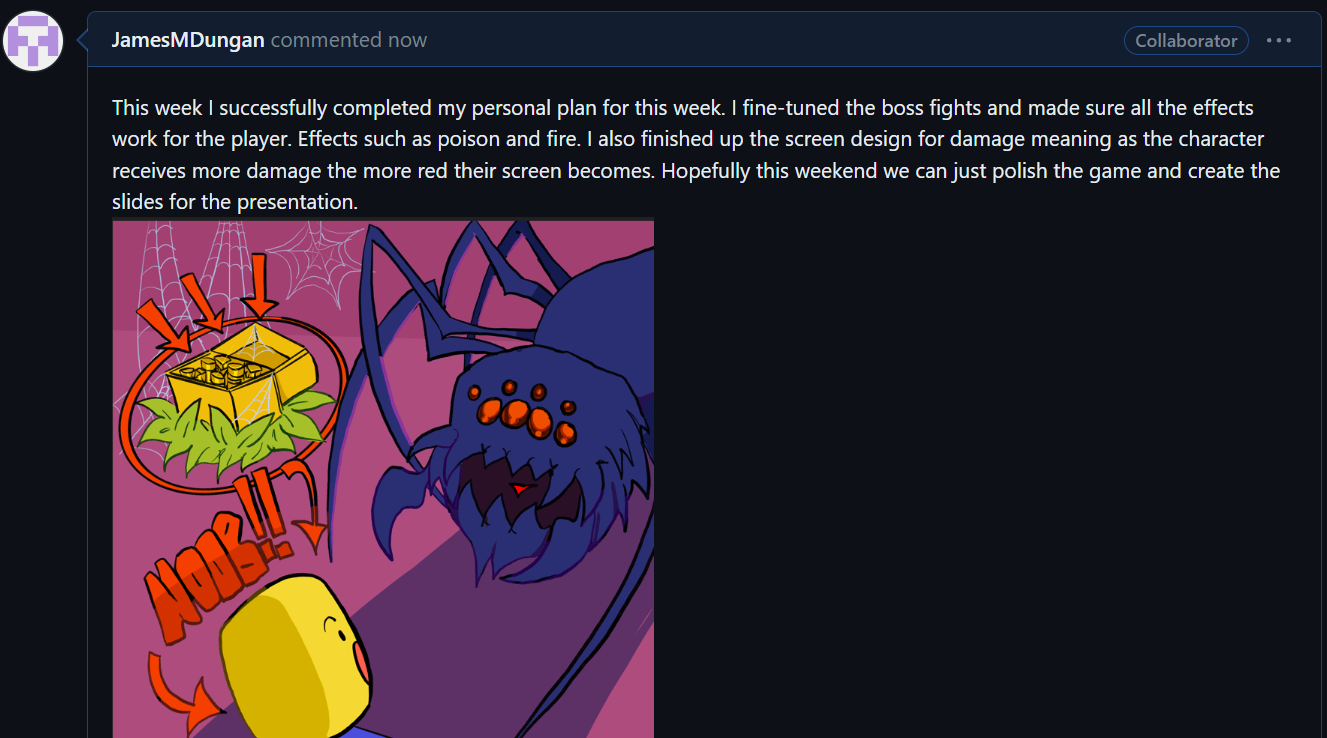 JamesMDungan commented now
Collaborator
This week I successfully completed my personal plan for this week. I fine-tuned the boss fights and made sure all the effects
work for the player. Effects such as poison and fire. I also finished up the screen design for damage meaning as the character
receives more damage the more red their screen becomes. Hopefully this weekend we can just polish the game and create the
slides for the presentation.
NOOB!!